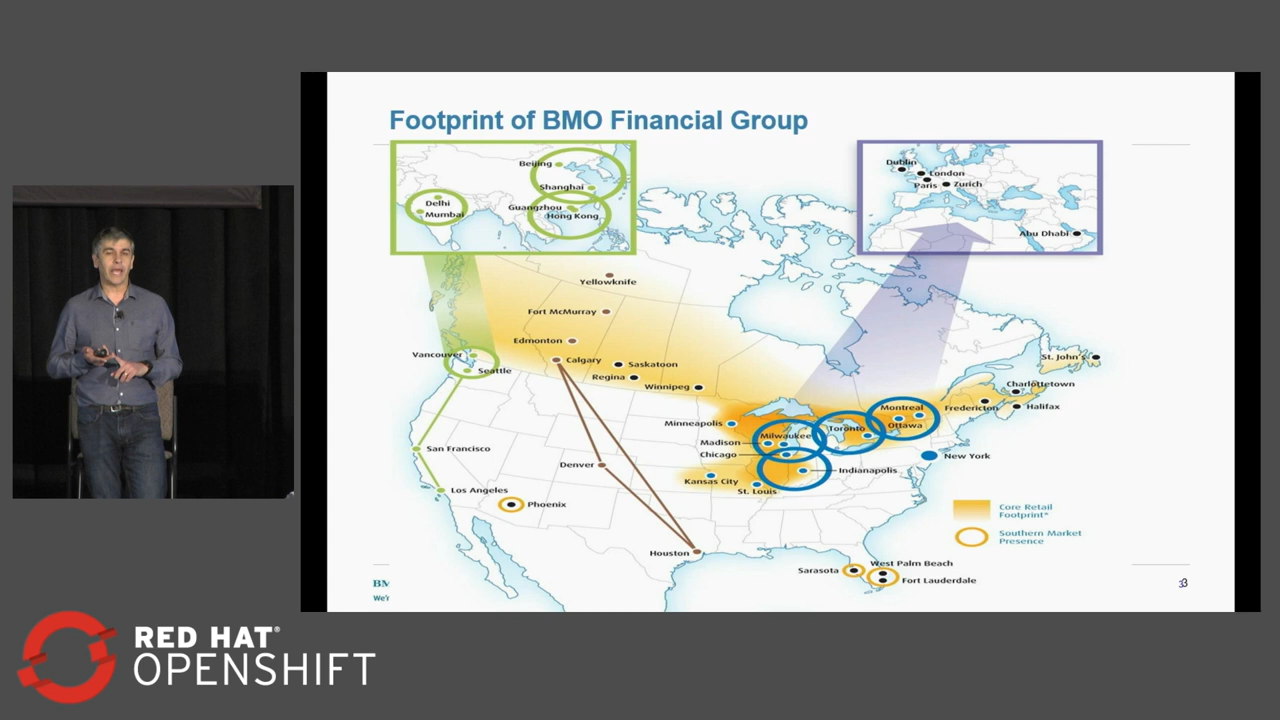 Footprint of BMO Financial Group
Beijing
Shanghai
Delhi
Mumbai
Guangzhou
Hong Kong
Dublin
London
Paris
Zurich
Abu Dhabi
Yellowknife
Fort McMurray
Edmonton
Vancouver
Calgary
Saskatoon
Seattle
Regina
Winnipeg
St. John's
Charlottetown
Fredericton
Halifax
Montreal
Ottawa
Toronto
Minneapolis
Madison
Milwaukee
Chicago
New York
San Francisco
Denver
Indianapolis
Kansas City
St. Louis
Los Angeles
Phoenix
Core Retail
Footprint*
Southern Market
Presence
Houston
Sarasota
West Palm Beach
Fort Lauderdale
We'r
3
RED HAT®
OPENSHIFT